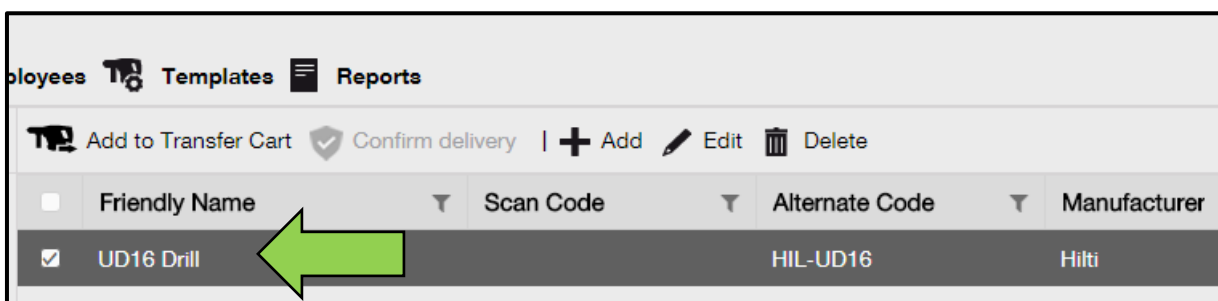 ployees Templates Reports
Add to Transfer Cart Confirm delivery | Add Edit Delete
Friendly Name Scan Code Alternate Code Manufacturer
UD16 Drill HIL-UD16 Hilti